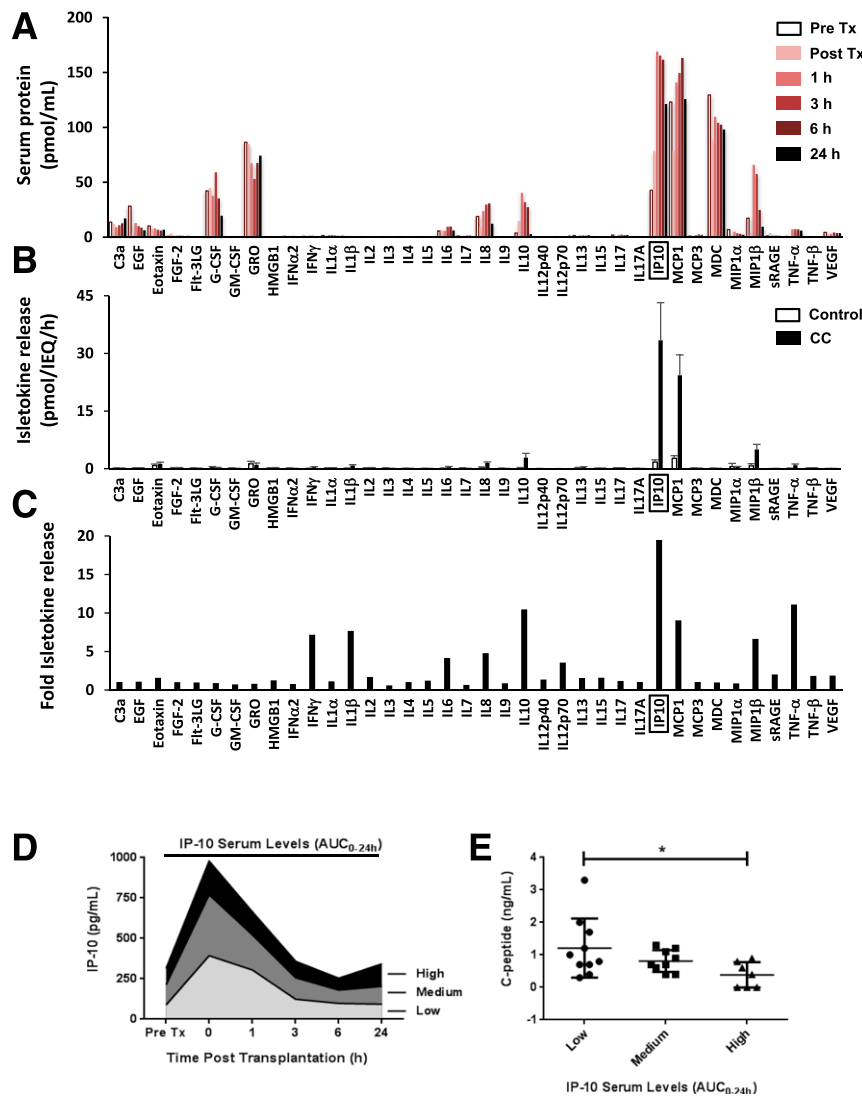 A
Serum protein
(pmol/mL)
200
150
100
50
0
Pre Tx
Post Tx
1 h
3 h
6 h
24 h
C3a
EGF
Eotaxin
FGF-2
Flt-3LG
G-CSF
GM-CSF
GRO
HMGB1
IFNα2
IFNγ
IL1α
IL1β
IL2
IL3
IL4
IL5
IL6
IL7
IL8
IL9
IL10
IL12p40
IL12p70
IL13
IL15
IL17
IL17A
IP10
MCP1
MCP3
MDC
MIP1α
MIP1β
sRAGE
TNF-α
TNF-β
VEGF
B
Isletokine release
(pmol/IEQ/h)
45
30
15
0
Control
CC
C3a
EGF
Eotaxin
FGF-2
Flt-3LG
G-CSF
GM-CSF
GRO
HMGB1
IFNα2
IFNγ
IL1α
IL1β
IL2
IL3
IL4
IL5
IL6
IL7
IL8
IL9
IL10
IL12p40
IL12p70
IL13
IL15
IL17
IL17A
IP10
MCP1
MCP3
MDC
MIP1α
MIP1β
sRAGE
TNF-α
TNF-β
VEGF
C
Fold Isletokine release
20
15
10
5
0
C3a
EGF
Eotaxin
FGF-2
Flt-3LG
G-CSF
GM-CSF
GRO
HMGB1
IFNα2
IFNγ
IL1α
IL1β
IL2
IL3
IL4
IL5
IL6
IL7
IL8
IL9
IL10
IL12p40
IL12p70
IL13
IL15
IL17
IL17A
IP10
MCP1
MCP3
MDC
MIP1α
MIP1β
sRAGE
TNF-α
TNF-β
VEGF
D
IP-10 Serum Levels (AUC0-24h)
IP-10 (pg/mL)
1000
750
500
250
0
High
Medium
Low
Pre Tx 0 1 3 6 24
Time Post Transplantation (h)
E
C-peptide (ng/mL)
4
3
2
1
0
-1
*
Low
Medium
High
IP-10 Serum Levels (AUC0-24h)